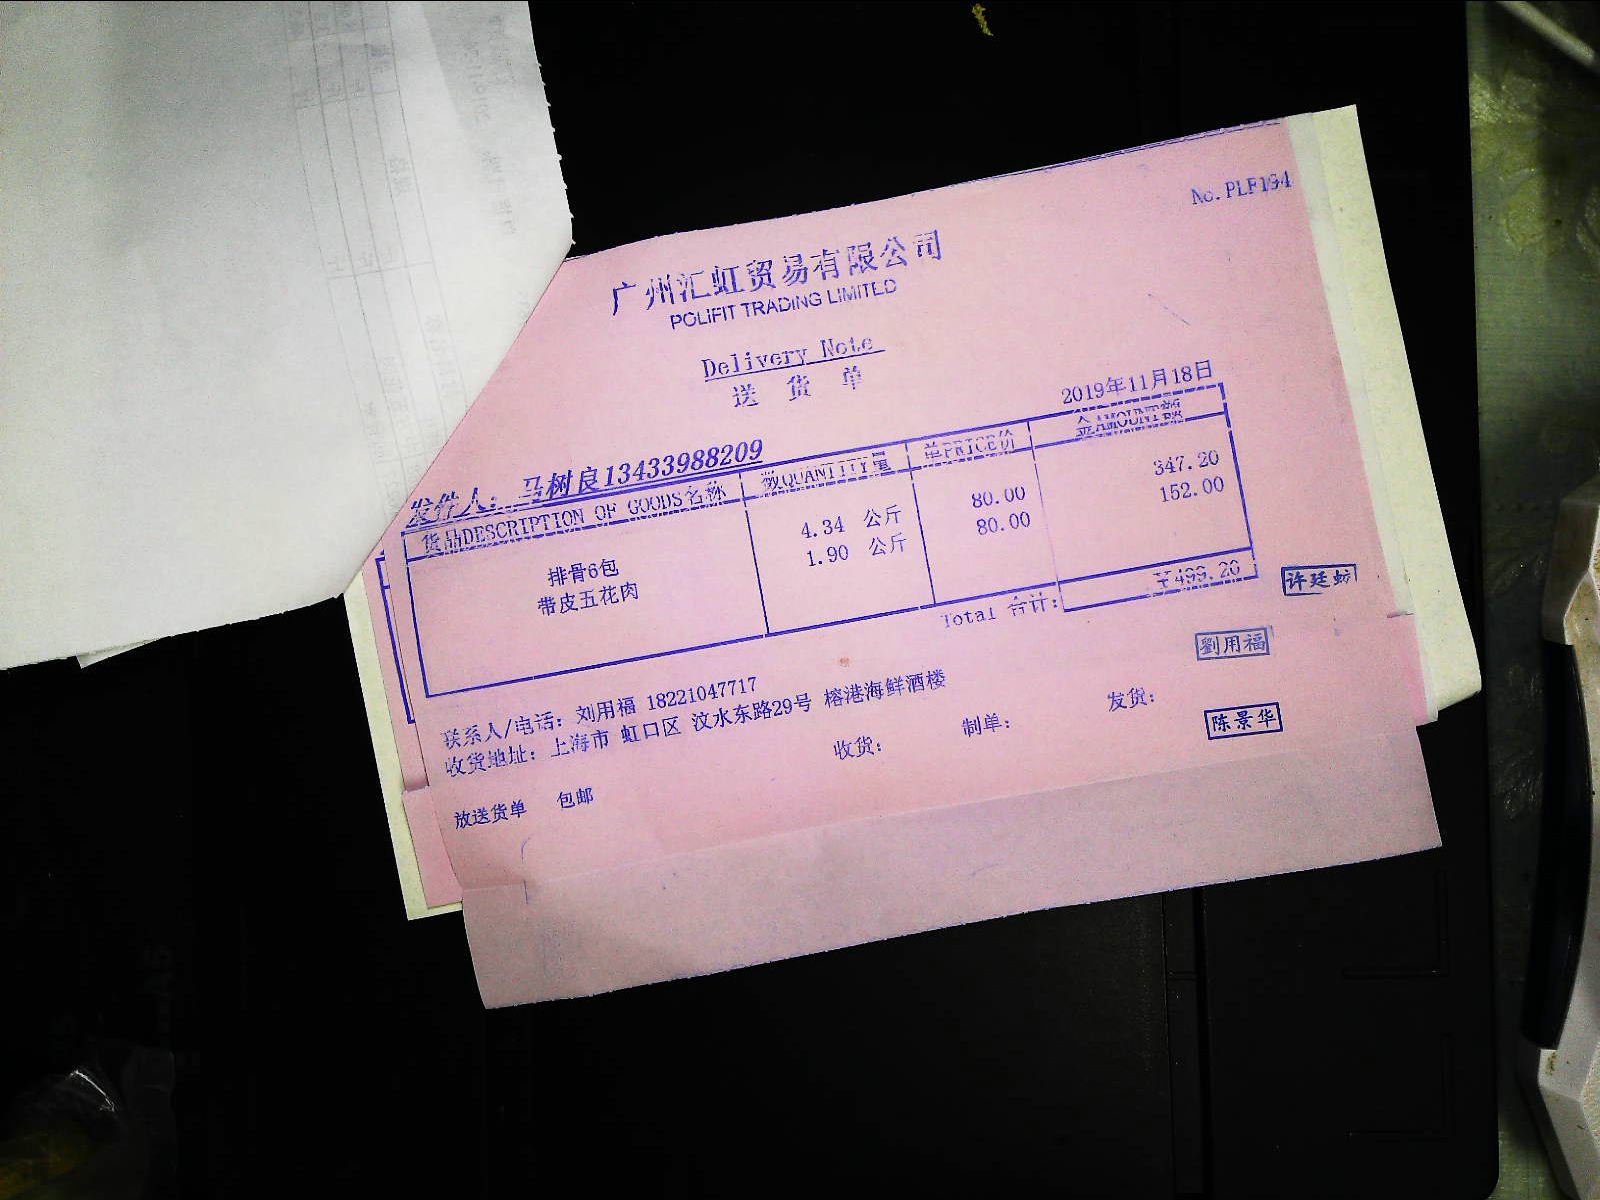 No.PLF194
广州汇虹贸易有限公司
POLIFIT TRADING LIMITED
Delivery Note
送 货 单
2019年11月18日
发件人: 马树良13433988209
货品DESCRIPTION OF GOODS名称 数QUANTITY量 单PRICE价 金AMOUNT额
排骨6包 4.34 公斤 80.00 347.20
带皮五花肉 1.90 公斤 80.00 152.00
Total 合计: ¥499.20
许廷
劉用福
联系人/电话: 刘用福 18221047717
收货地址: 上海市 虹口区 汶水东路29号 榕港海鲜酒楼
收货: 制单: 发货:
陈景华
放送货单 包邮